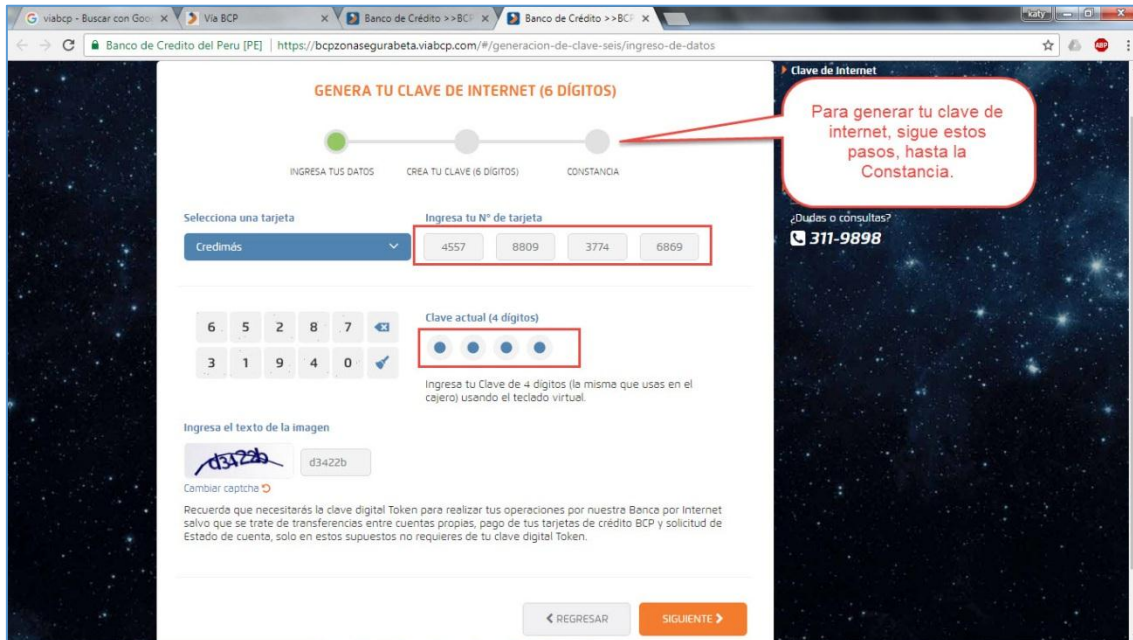 viabcp - Buscar con Goo
Vía BCP
Banco de Crédito >>BCP
Banco de Crédito >>BCP
katy
Banco de Credito del Peru [PE] | https://bcpzonasegurabeta.viabcp.com/#/generacion-de-clave-seis/ingreso-de-datos
ABP
GENERA TU CLAVE DE INTERNET (6 DÍGITOS)
INGRESA TUS DATOS
CREA TU CLAVE (6 DÍGITOS)
CONSTANCIA
Clave de Internet
Para generar tu clave de
internet, sigue estos
pasos, hasta la
Constancia.
¿Dudas o consultas?
311-9898
Selecciona una tarjeta
Credimás
Ingresa tu N° de tarjeta
4557 8809 3774 6869
6 5 2 8 7
3 1 9 4 0
Clave actual (4 dígitos)
Ingresa tu Clave de 4 dígitos (la misma que usas en el
cajero) usando el teclado virtual.
Ingresa el texto de la imagen
d3422b
d3422b
Cambiar captcha
Recuerda que necesitarás la clave digital Token para realizar tus operaciones por nuestra Banca por Internet
salvo que se trate de transferencias entre cuentas propias, pago de tus tarjetas de crédito BCP y solicitud de
Estado de cuenta, solo en estos supuestos no requieres de tu clave digital Token.
REGRESAR
SIGUIENTE